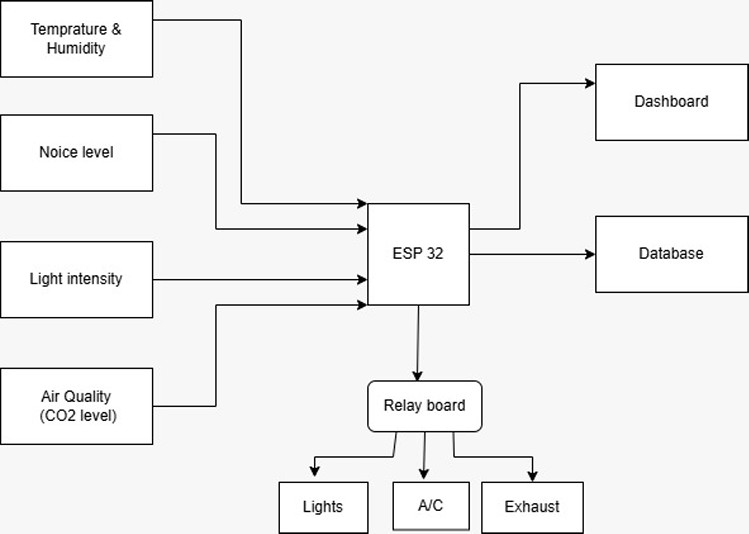 Temprature &
Humidity
Noice level
Light intensity
Air Quality
(CO2 level)
ESP 32
Dashboard
Database
Relay board
Lights
A/C
Exhaust